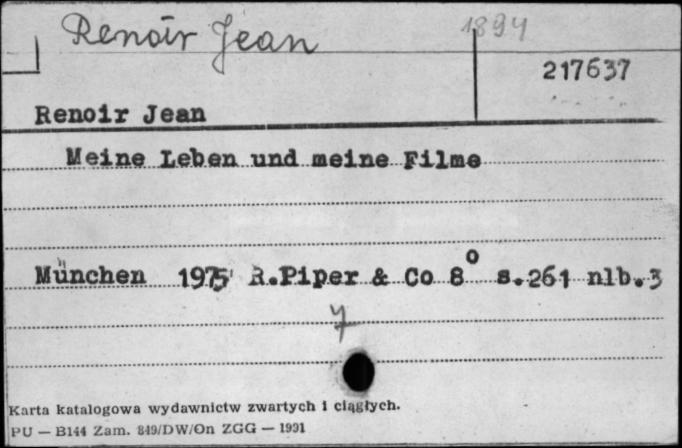 Renoir Jean
1894
217637
Renoir Jean
Meine Leben und meine Filme
München 1975 R.Piper & Co 8° s.261 nlb.3
Karta katalogowa wydawnictw zwartych i ciągłych.
PU — B144 Zam. 849/DW/On ZGG — 1991